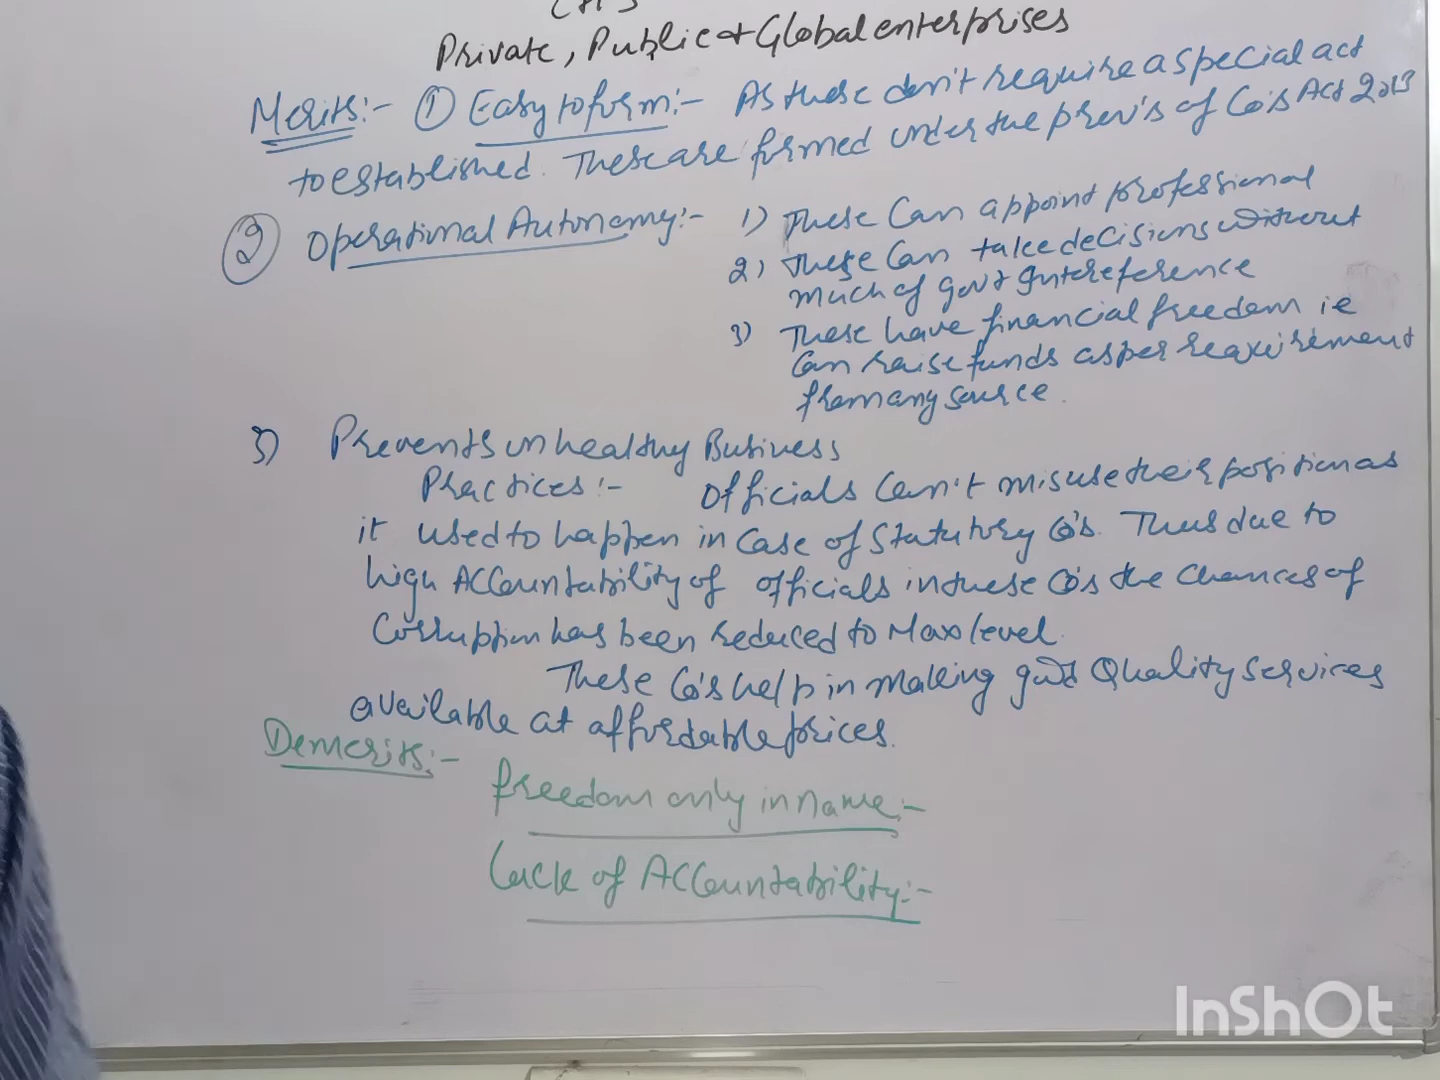 CH 3
Private, Public & Global enterprises
Merits:- ① Easy to form:- As these don't require a special act
to established. These are formed under the prov's of Co's Act 2013
② Operational Autonomy:- 1) These Can appoint professional
2) These Can take decisions without
much of govt Intereference
3) These have financial freedom ie
Can raise funds as per requirement
from any source.
3) Prevents unhealthy Business
Practices:- Officials Can't misuse their position as
it used to happen in Case of Statutory Co's. Thus due to
high Accountability of officials in these Co's the Chances of
Corruption has been reduced to Max level.
These Co's help in making good Quality services
available at affordable prices.
Demerits:-
freedom only in name:-
Lack of Accountability:-
InShOt